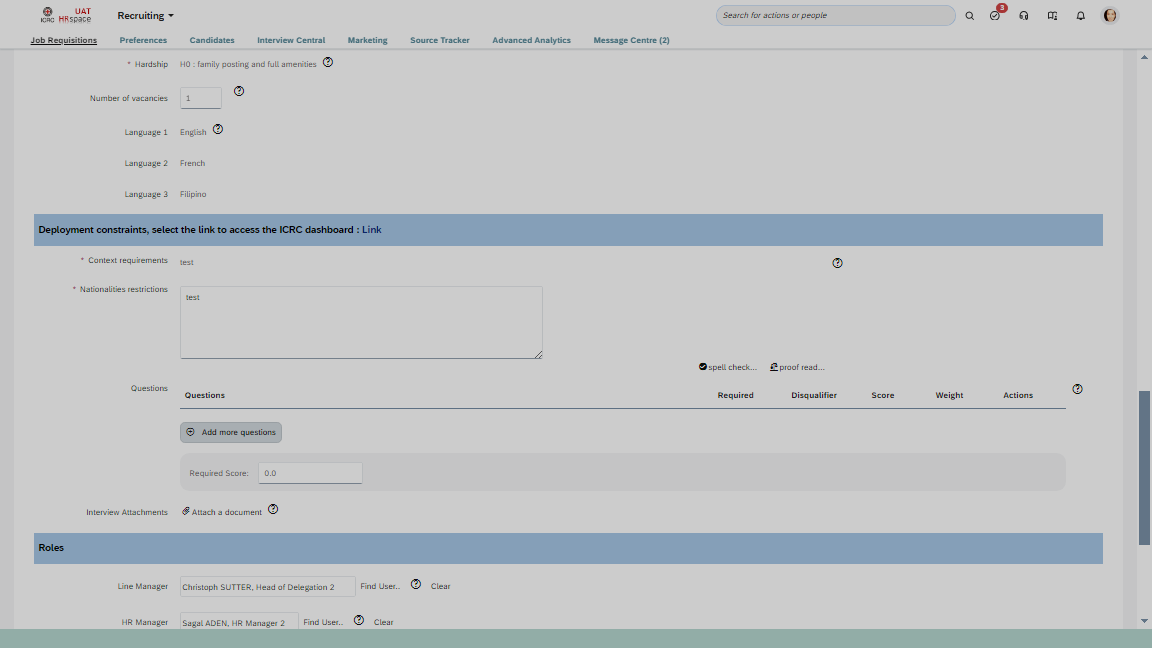 ICRC
UAT
HRspace
Recruiting
Search for actions or people
3
Job Requisitions
Preferences
Candidates
Interview Central
Marketing
Source Tracker
Advanced Analytics
Message Centre (2)
* Hardship
H0 : family posting and full amenities
Number of vacancies
1
Language 1
English
Language 2
French
Language 3
Filipino
Deployment constraints, select the link to access the ICRC dashboard : Link
* Context requirements
test
* Nationalities restrictions
test
spell check...
proof read...
Questions
Questions
Required
Disqualifier
Score
Weight
Actions
Add more questions
Required Score:
0.0
Interview Attachments
Attach a document
Roles
Line Manager
Christoph SUTTER, Head of Delegation 2
Find User..
Clear
HR Manager
Sagal ADEN, HR Manager 2
Find User..
Clear